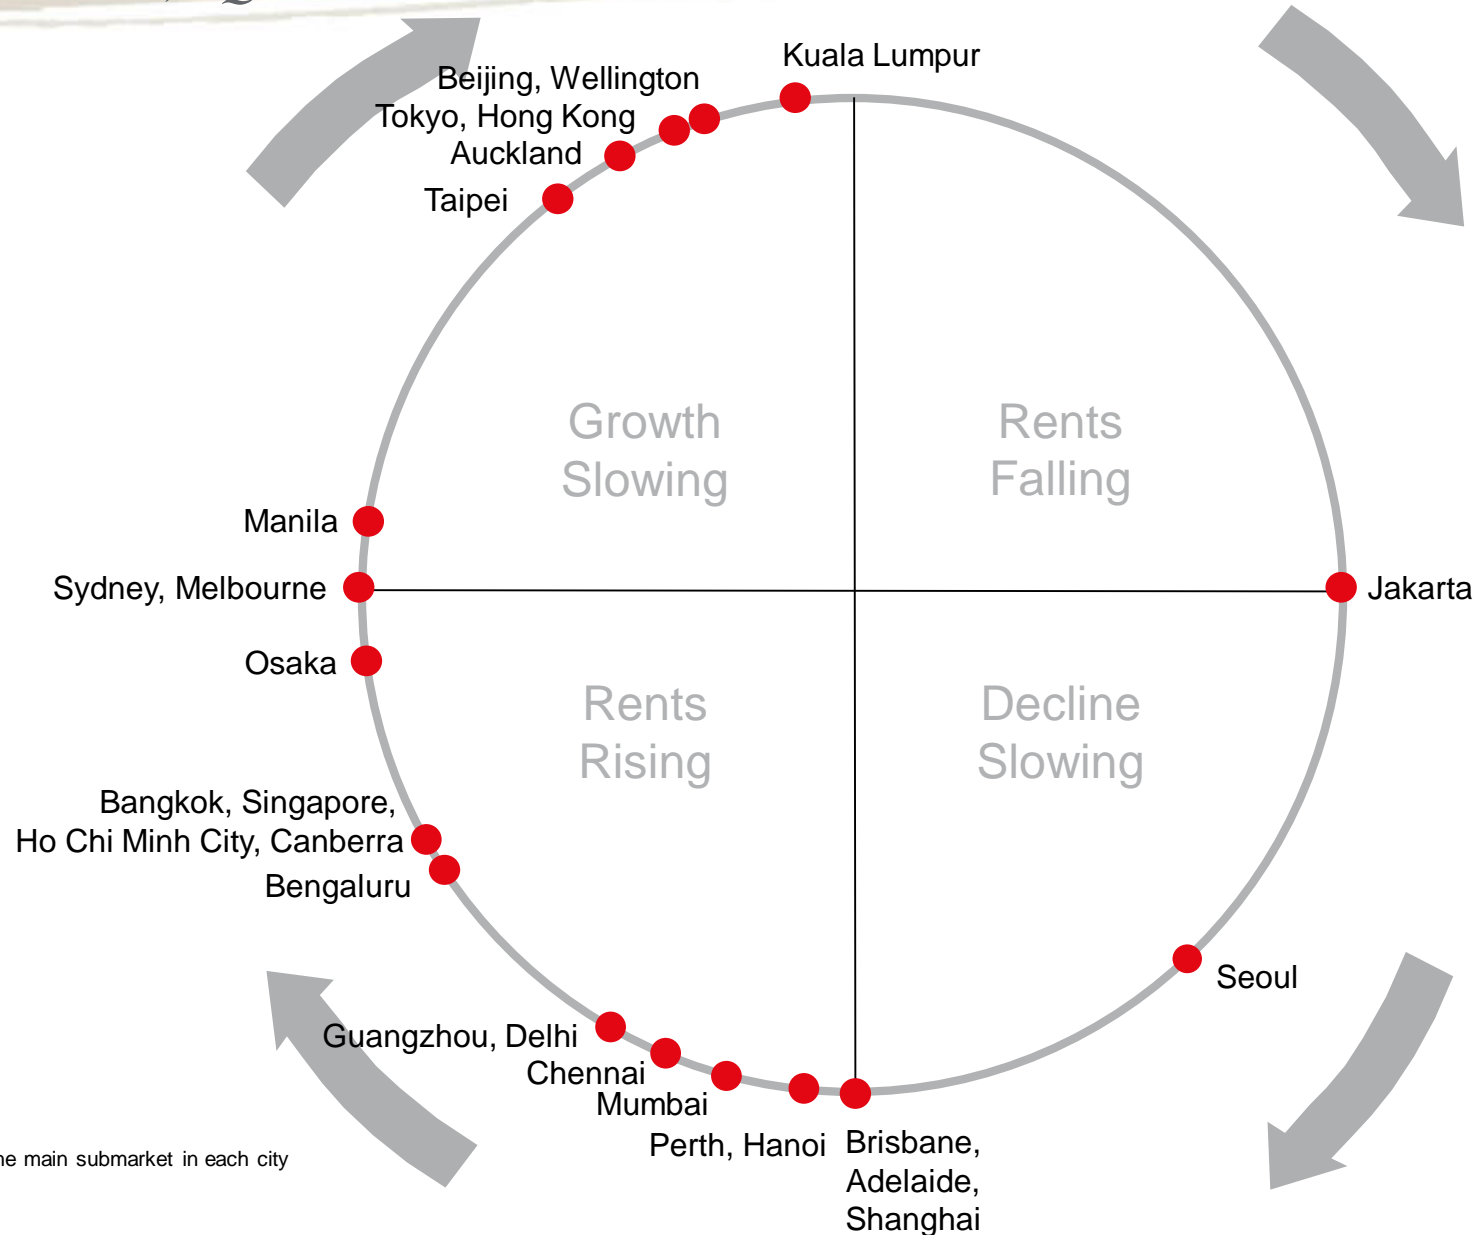 Kuala Lumpur
Beijing, Wellington
Tokyo, Hong Kong
Auckland
Taipei
Growth
Slowing
Rents
Falling
Manila
Sydney, Melbourne
Jakarta
Osaka
Rents
Rising
Decline
Slowing
Bangkok, Singapore,
Ho Chi Minh City, Canberra
Bengaluru
Seoul
Guangzhou, Delhi
Chennai
Mumbai
Perth, Hanoi
Brisbane,
Adelaide,
Shanghai
main submarket in each city